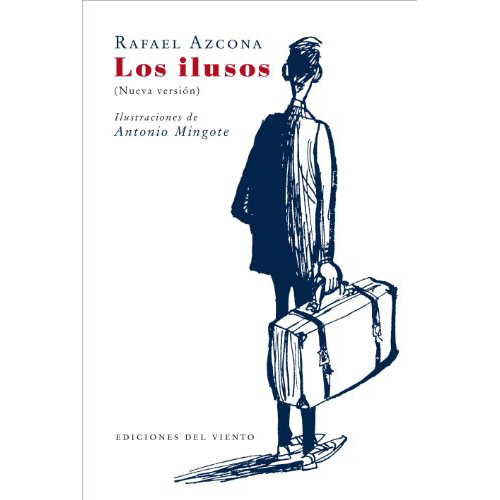 RAFAEL AZCONA
Los ilusos
(Nueva versión)
Ilustraciones de
Antonio Mingote
EDICIONES DEL VIENTO